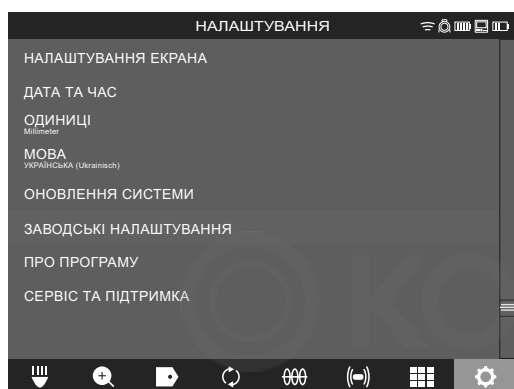 НАЛАШТУВАННЯ
НАЛАШТУВАННЯ ЕКРАНА
ДАТА ТА ЧАС
ОДИНИЦІ
Millimeter
МОВА
УКРАЇНСЬКА (Ukrainisch)
ОНОВЛЕННЯ СИСТЕМИ
ЗАВОДСЬКІ НАЛАШТУВАННЯ
ПРО ПРОГРАМУ
СЕРВІС ТА ПІДТРИМКА
KO